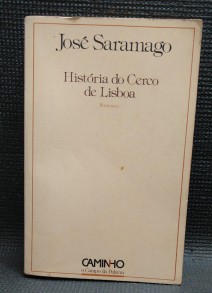 José Saramago
História do Cerco
de Lisboa
Romance
CAMINHO
o Campo da Palavra